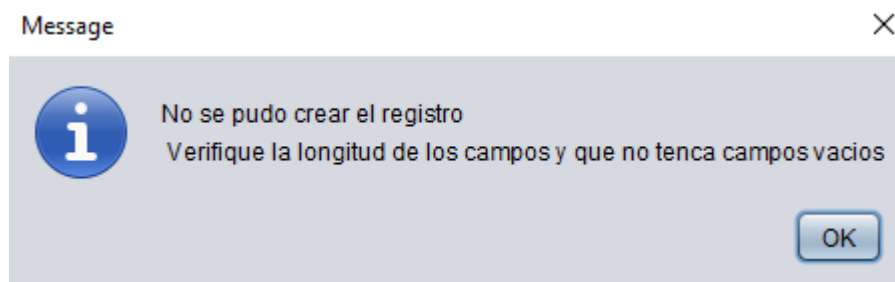 Message
No se pudo crear el registro
Verifique la longitud de los campos y que no tenca campos vacios
OK